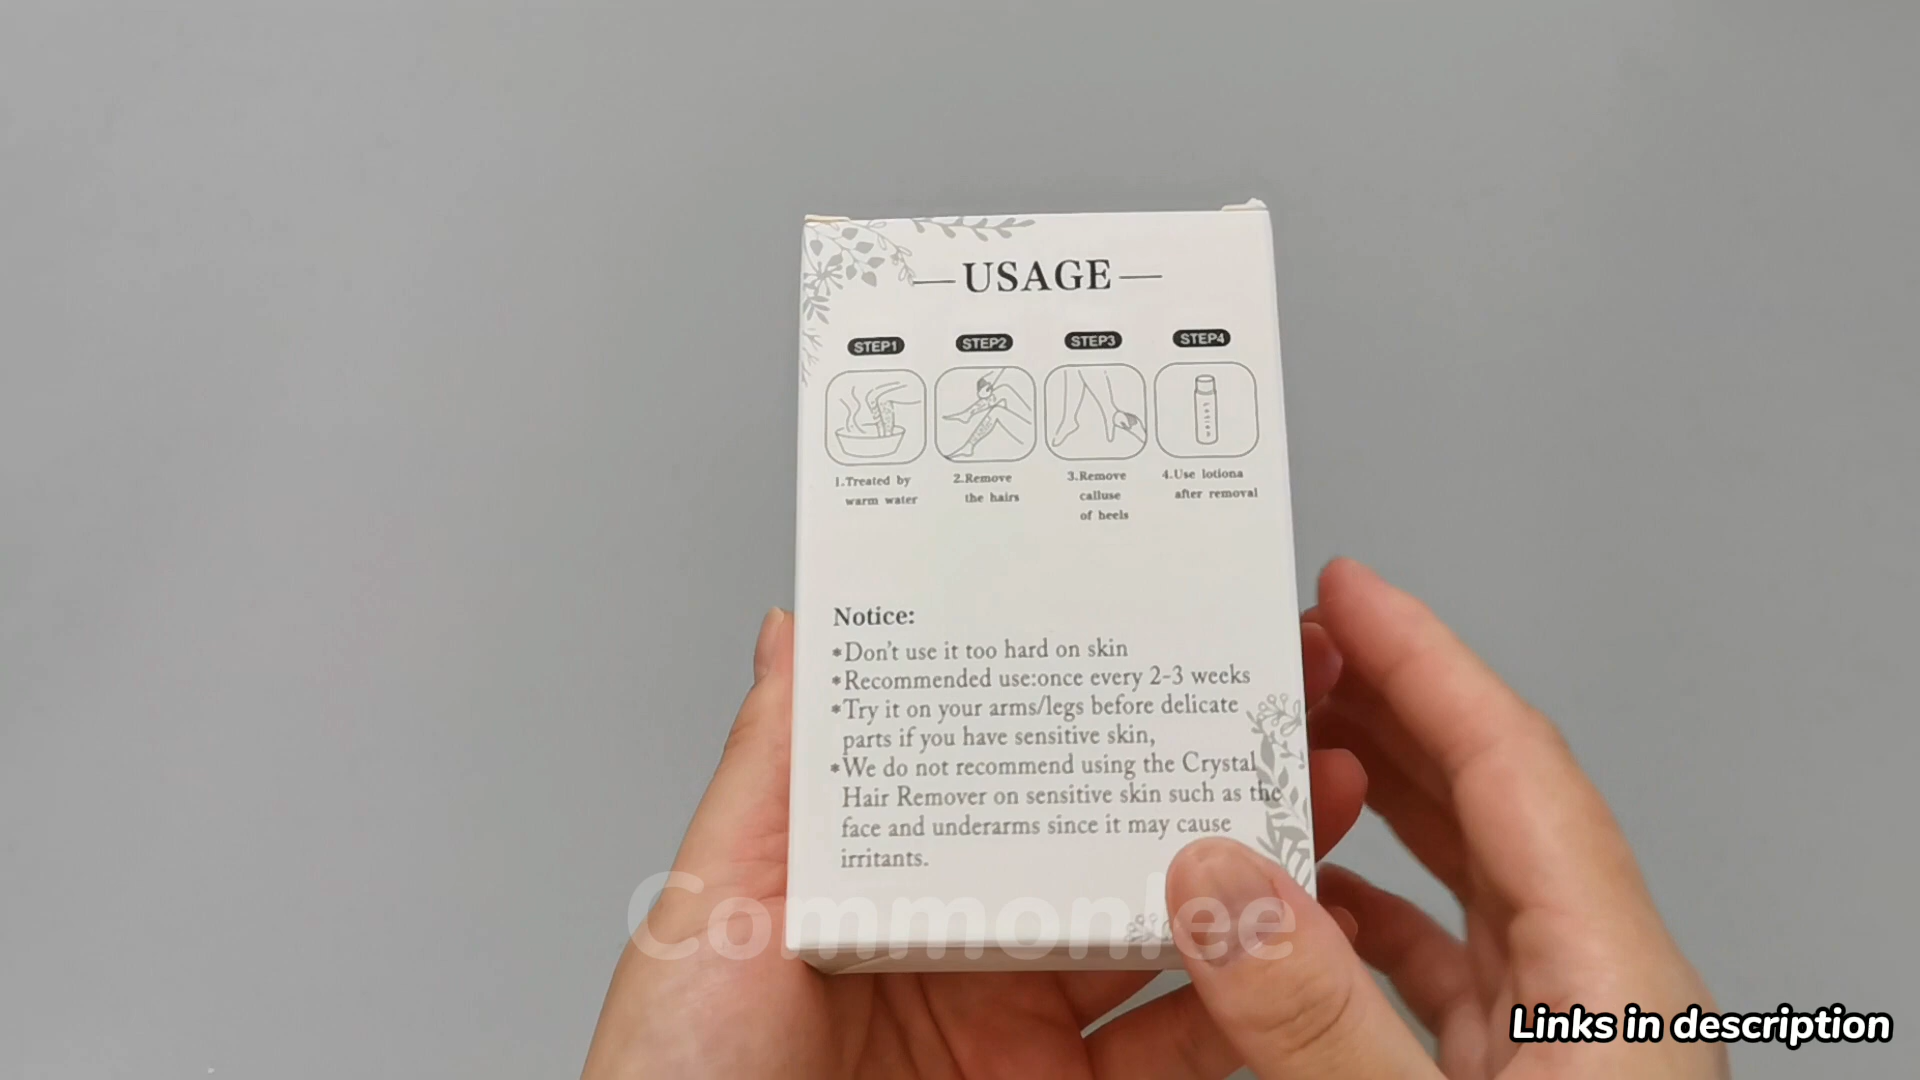 —USAGE—
STEP1 STEP2 STEP3 STEP4
Lotion
1.Treated by
warm water
2.Remove
the hairs
3.Remove
calluse
of heels
4.Use lotiona
after removal
Notice:
*Don't use it too hard on skin
*Recommended use:once every 2-3 weeks
*Try it on your arms/legs before delicate
parts if you have sensitive skin,
*We do not recommend using the Crystal
Hair Remover on sensitive skin such as the
face and underarms since it may cause
irritants.
Commonlee
Links in description